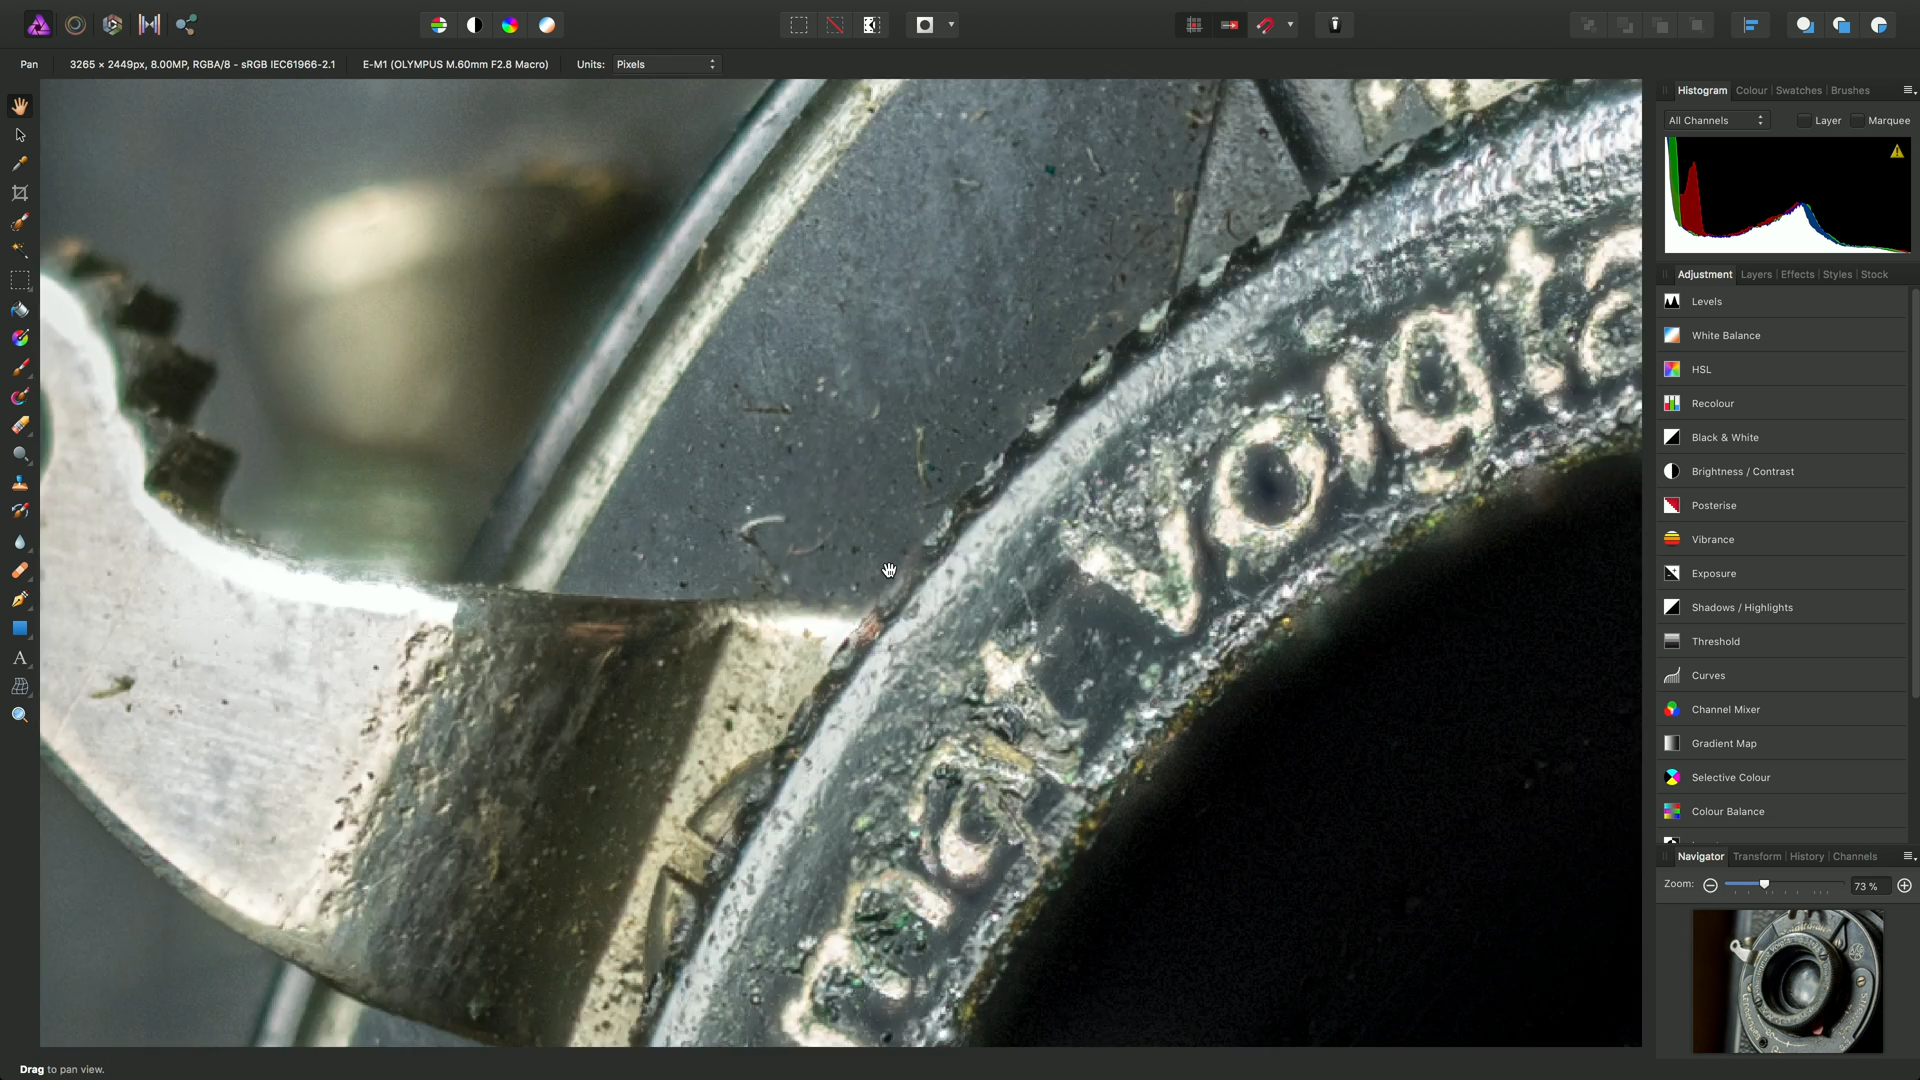 Pan 3265 × 2449px, 8.00MP, RGBA/8 - sRGB IEC61966-2.1 E-M1 (OLYMPUS M.60mm F2.8 Macro) Units: Pixels
Histogram Colour Swatches Brushes
All Channels Layer Marquee
Adjustment Layers Effects Styles Stock
Levels
White Balance
HSL
Recolour
Black & White
Brightness / Contrast
Posterise
Vibrance
Exposure
Shadows / Highlights
Threshold
Curves
Channel Mixer
Gradient Map
Selective Colour
Colour Balance
Navigator Transform History Channels
Zoom: 73 %
Voigt
Drag to pan view.